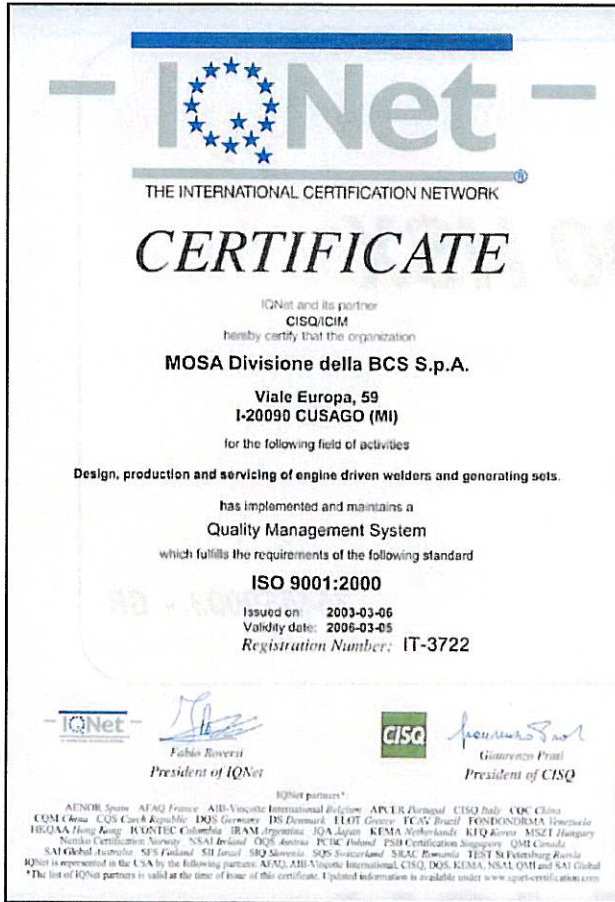 IQNet
®
THE INTERNATIONAL CERTIFICATION NETWORK
CERTIFICATE
IQNet and its partner
CISQ/ICIM
hereby certify that the organization
MOSA Divisione della BCS S.p.A.
Viale Europa, 59
I-20090 CUSAGO (MI)
for the following field of activities
Design, production and servicing of engine driven welders and generating sets.
has implemented and maintains a
Quality Management System
which fulfills the requirements of the following standard
ISO 9001:2000
Issued on: 2003-03-06
Validity date: 2006-03-05
Registration Number: IT-3722
IQNet
CISQ
Fabio Roversi
Gianrenzo Prati
President of IQNet
President of CISQ
IQNet partners*:
AENOR Spain AFAQ France AIB-Vinçotte International Belgium APCER Portugal CISQ Italy CQC China
CQM China CQS Czech Republic DQS Germany DS Denmark ELOT Greece FCAV Brazil FONDONORMA Venezuela
HKQAA Hong Kong ICONTEC Colombia IRAM Argentina JQA Japan KEMA Netherlands KFQ Korea MSZT Hungary
Nemko Certification Norway NSAI Ireland ÖQS Austria PCBC Poland PSB Certification Singapore QMI Canada
SAI Global Australia SFS Finland SII Israel SIQ Slovenia SQS Switzerland SRAC Romania TEST St Petersburg Russia
IQNet is represented in the USA by the following partners: AFAQ, AIB-Vinçotte International, CISQ, DQS, KEMA, NSAI, QMI and SAI Global
*The list of IQNet partners is valid at the time of issue of this certificate. Updated information is available under www.iqnet-certification.com